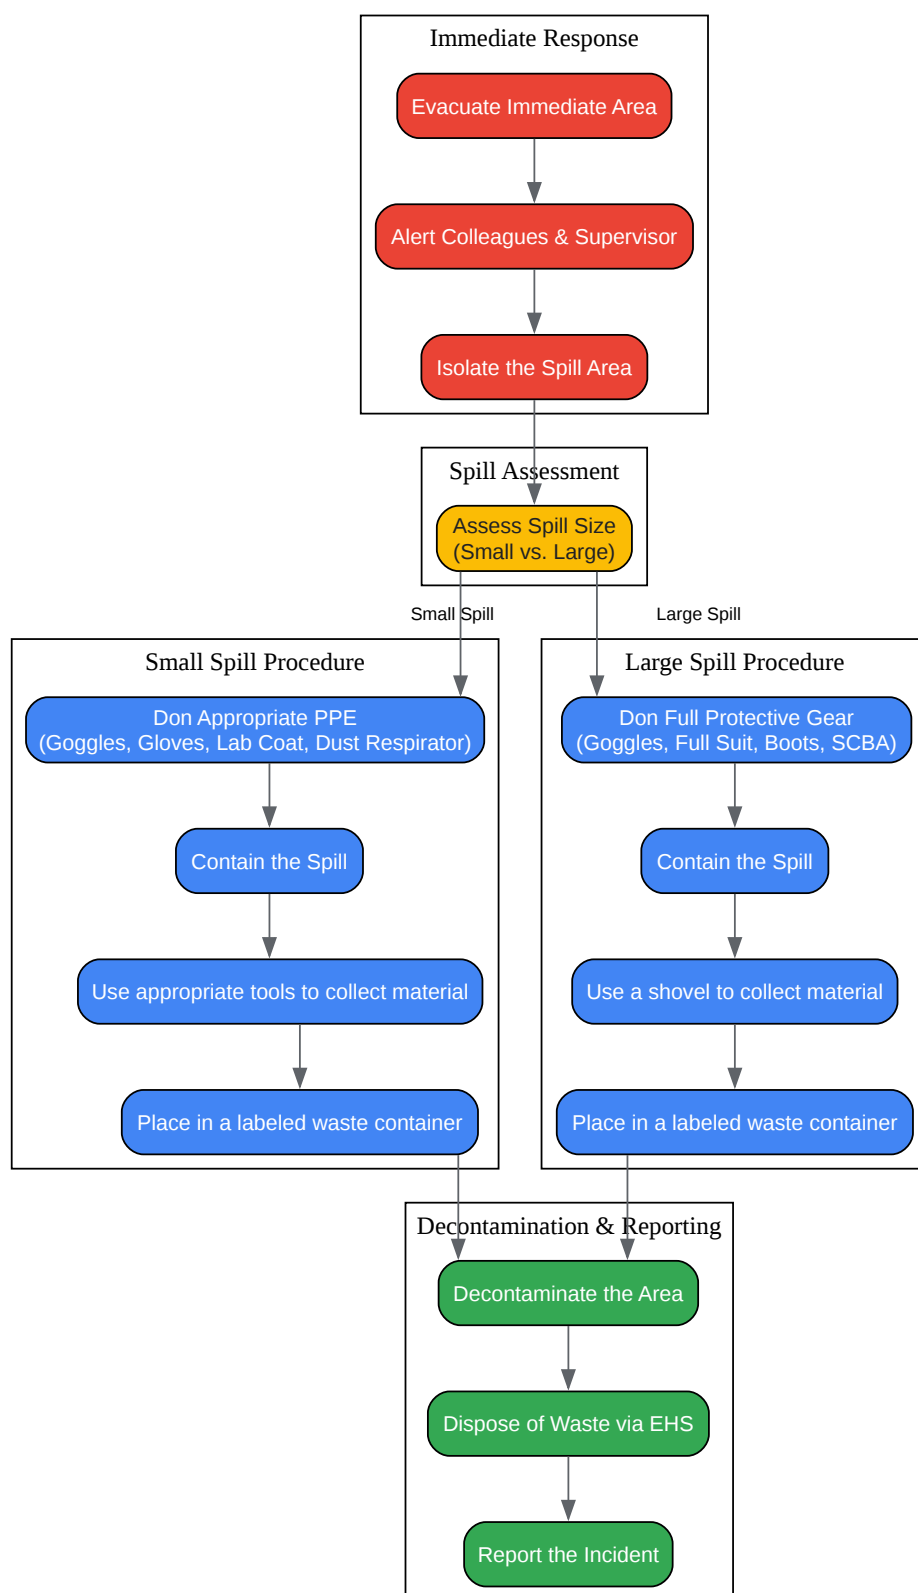 Immediate Response
Evacuate Immediate Area
Alert Colleagues & Supervisor
Isolate the Spill Area
Spill Assessment
Assess Spill Size
(Small vs. Large)
Small Spill
Large Spill
Small Spill Procedure
Don Appropriate PPE
(Goggles, Gloves, Lab Coat, Dust Respirator)
Contain the Spill
Use appropriate tools to collect material
Place in a labeled waste container
Large Spill Procedure
Don Full Protective Gear
(Goggles, Full Suit, Boots, SCBA)
Contain the Spill
Use a shovel to collect material
Place in a labeled waste container
Decontamination & Reporting
Decontaminate the Area
Dispose of Waste via EHS
Report the Incident